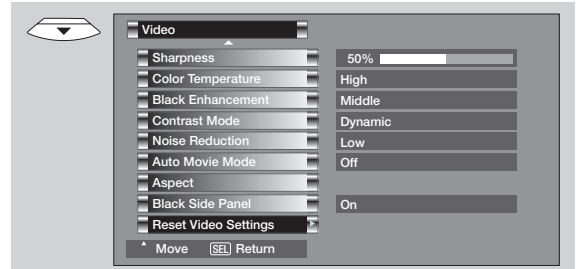 Video
Sharpness 50%
Color Temperature High
Black Enhancement Middle
Contrast Mode Dynamic
Noise Reduction Low
Auto Movie Mode Off
Aspect
Black Side Panel On
Reset Video Settings
Move SEL Return